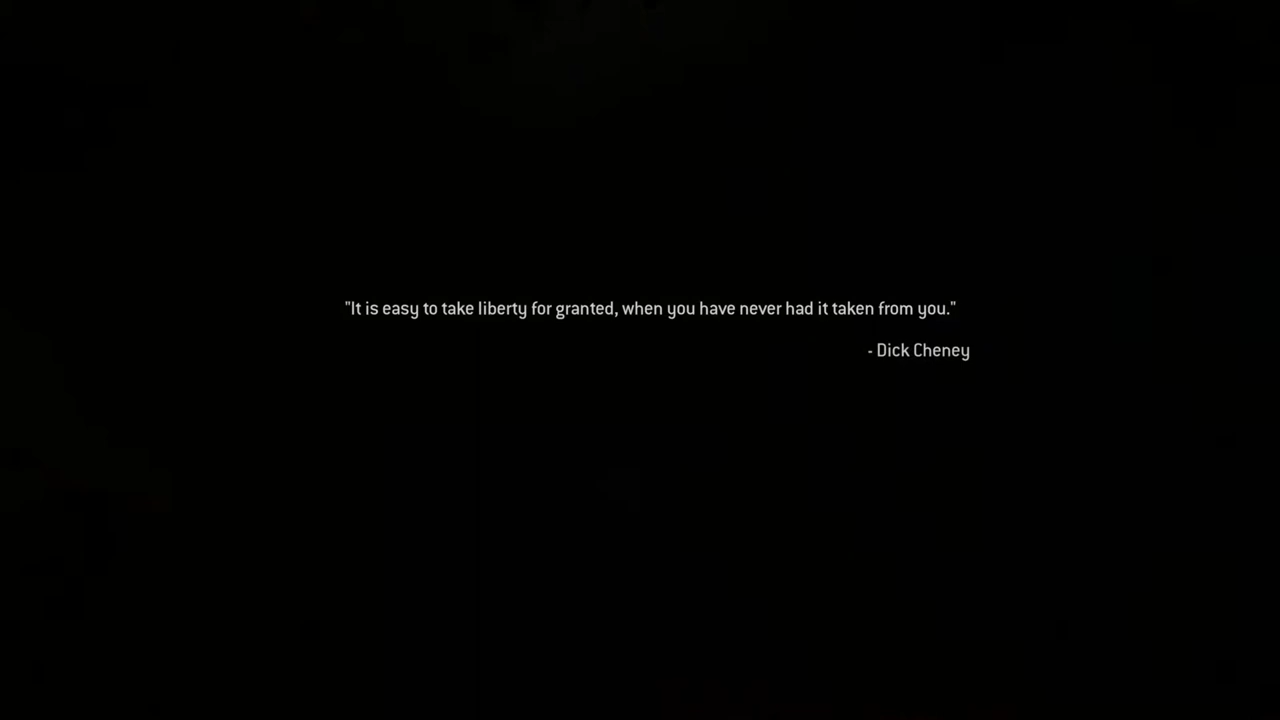 "It is easy to take liberty for granted, when you have never had it taken from you."
- Dick Cheney